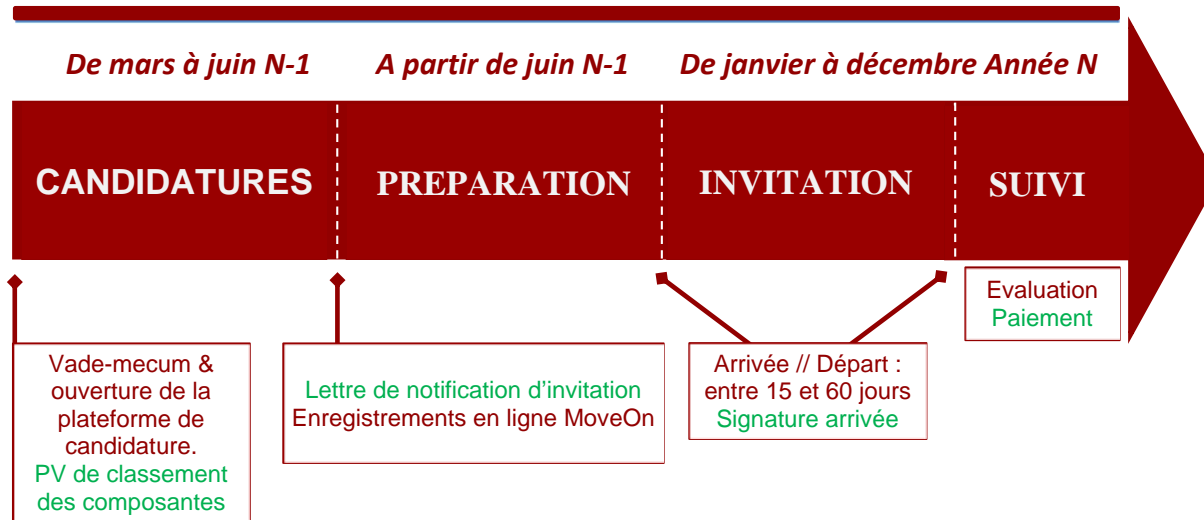 De mars à juin N-1
A partir de juin N-1
De janvier à décembre Année N
CANDIDATURES
PREPARATION
INVITATION
SUIVI
Vade-mecum &
ouverture de la
plateforme de
candidature.
PV de classement
des composantes
Lettre de notification d’invitation
Enregistrements en ligne MoveOn
Arrivée // Départ :
entre 15 et 60 jours
Signature arrivée
Evaluation
Paiement